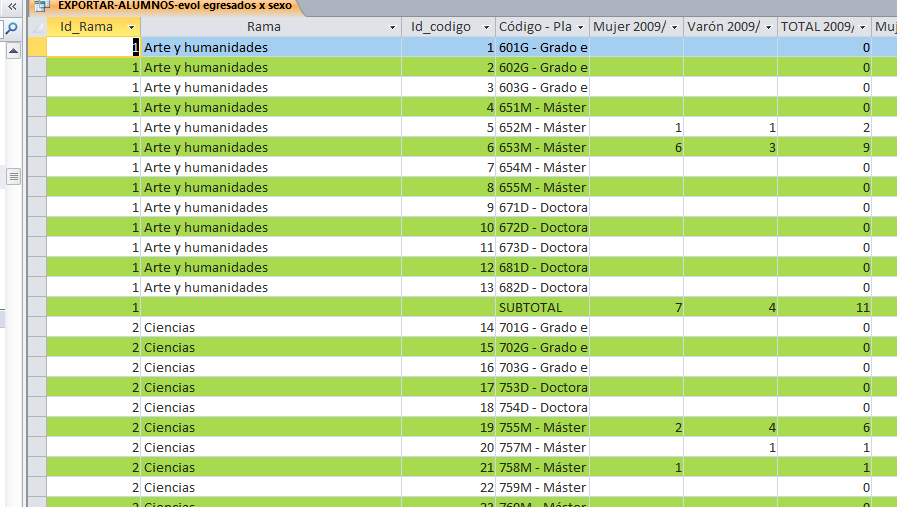 EXPORTAR-ALUMNOS-evol egresados x sexo
Id_Rama Rama Id_codigo Código - Pla Mujer 2009/ Varón 2009/ TOTAL 2009/ Muj
1 Arte y humanidades 1 601G - Grado e 0
1 Arte y humanidades 2 602G - Grado e 0
1 Arte y humanidades 3 603G - Grado e 0
1 Arte y humanidades 4 651M - Máster 0
1 Arte y humanidades 5 652M - Máster 1 1 2
1 Arte y humanidades 6 653M - Máster 6 3 9
1 Arte y humanidades 7 654M - Máster 0
1 Arte y humanidades 8 655M - Máster 0
1 Arte y humanidades 9 671D - Doctora 0
1 Arte y humanidades 10 672D - Doctora 0
1 Arte y humanidades 11 673D - Doctora 0
1 Arte y humanidades 12 681D - Doctora 0
1 Arte y humanidades 13 682D - Doctora 0
1 SUBTOTAL 7 4 11
2 Ciencias 14 701G - Grado e 0
2 Ciencias 15 702G - Grado e 0
2 Ciencias 16 703G - Grado e 0
2 Ciencias 17 753D - Doctora 0
2 Ciencias 18 754D - Doctora 0
2 Ciencias 19 755M - Máster 2 4 6
2 Ciencias 20 757M - Máster 1 1
2 Ciencias 21 758M - Máster 1 1
2 Ciencias 22 759M - Máster 0
2 Ciencias 23 760M - Máster 0